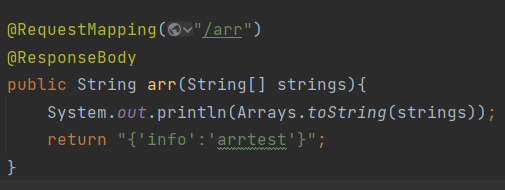 @RequestMapping("/arr")
@ResponseBody
public String arr(String[] strings){
    System.out.println(Arrays.toString(strings));
    return "{'info':'arrtest'}";
}